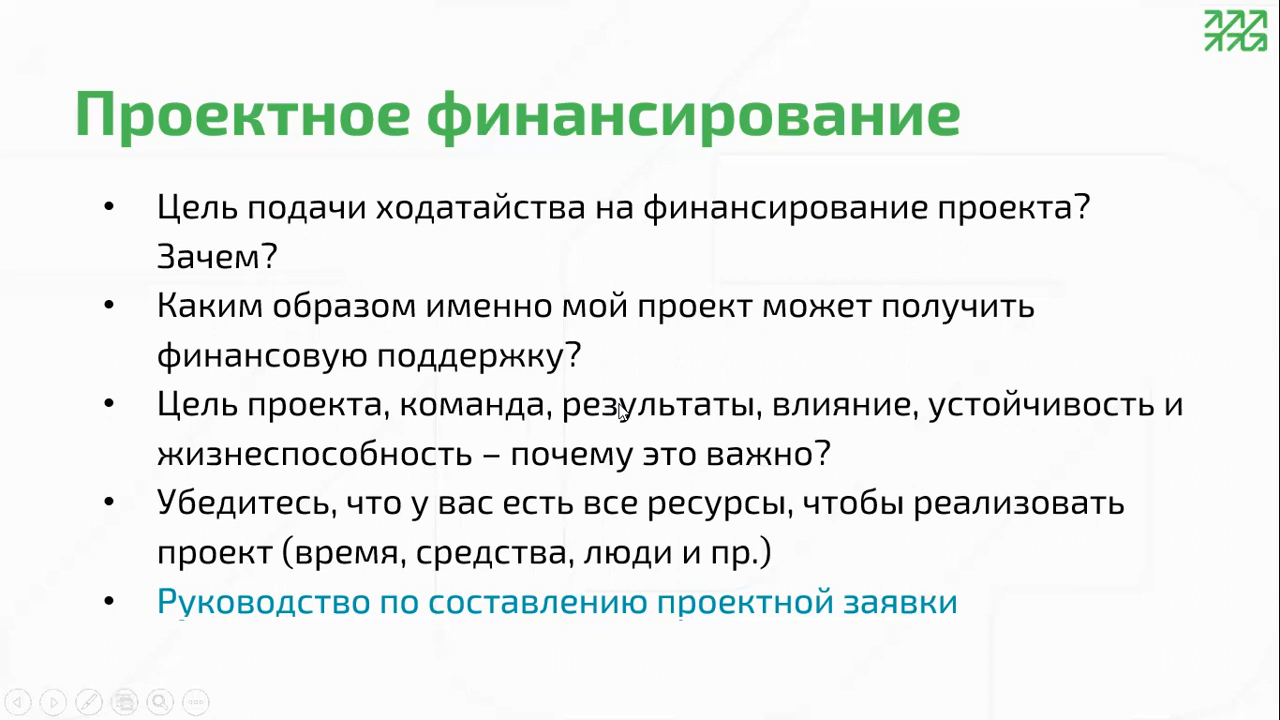 Проектное финансирование
• Цель подачи ходатайства на финансирование проекта?
Зачем?
• Каким образом именно мой проект может получить
финансовую поддержку?
• Цель проекта, команда, результаты, влияние, устойчивость и
жизнеспособность – почему это важно?
• Убедитесь, что у вас есть все ресурсы, чтобы реализовать
проект (время, средства, люди и пр.)
• Руководство по составлению проектной заявки